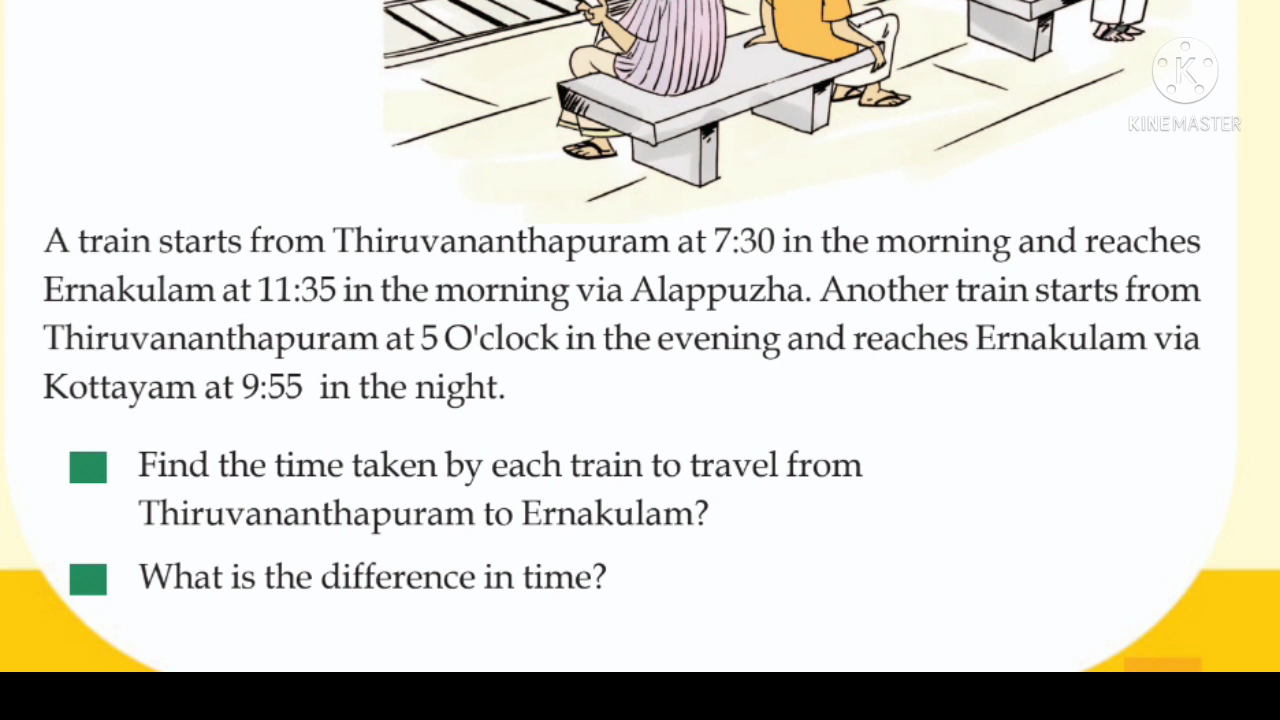 K
KINEMASTER
A train starts from Thiruvananthapuram at 7:30 in the morning and reaches
Ernakulam at 11:35 in the morning via Alappuzha. Another train starts from
Thiruvananthapuram at 5 O'clock in the evening and reaches Ernakulam via
Kottayam at 9:55 in the night.
Find the time taken by each train to travel from
Thiruvananthapuram to Ernakulam?
What is the difference in time?